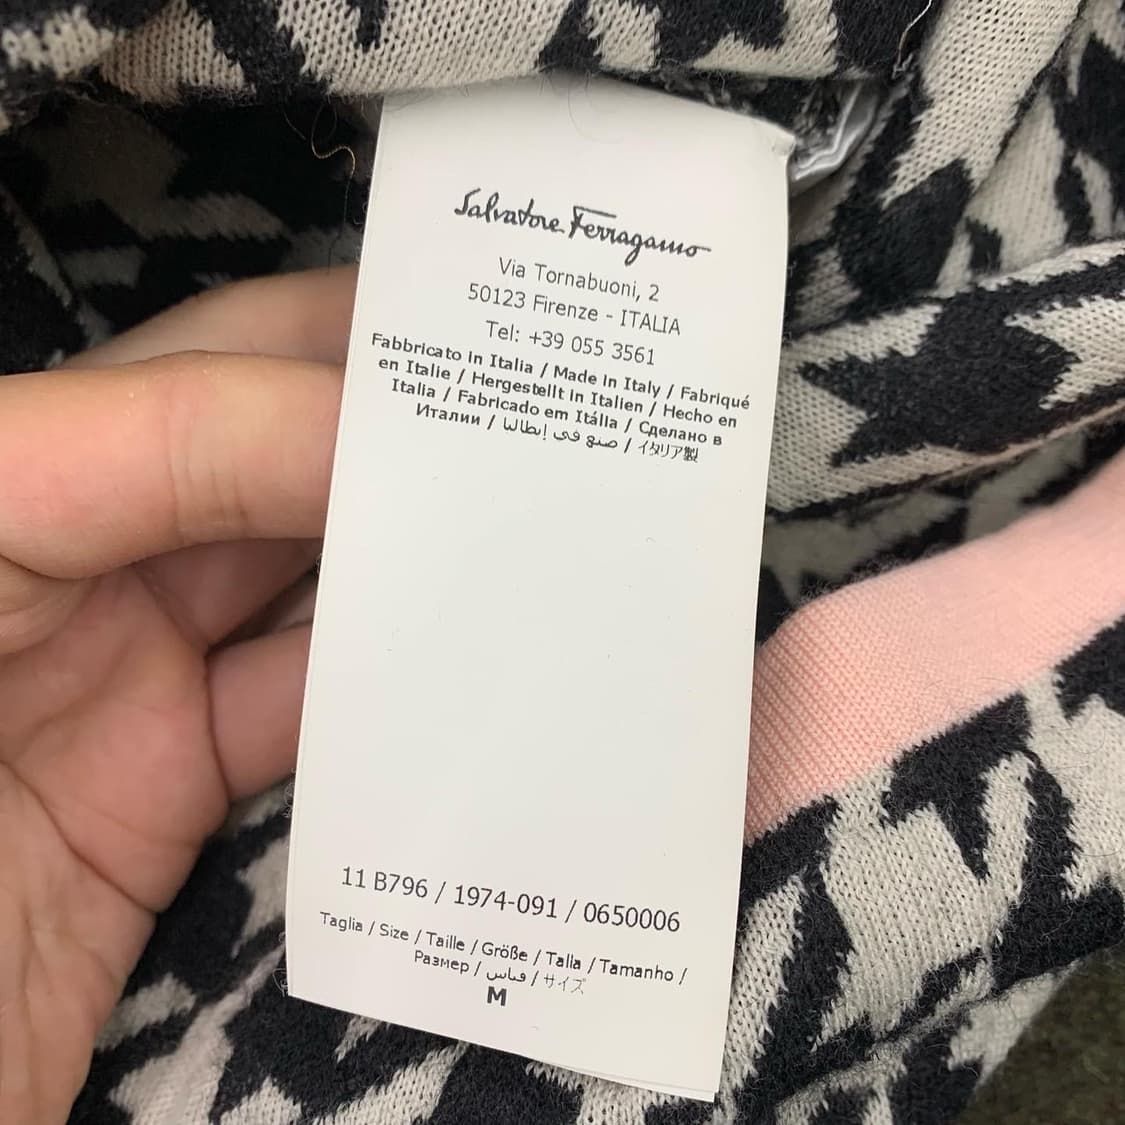 Salvatore Ferragamo
Via Tornabuoni, 2
50123 Firenze - ITALIA
Tel: +39 055 3561
Fabbricato in Italia / Made in Italy / Fabriqué
en Italie / Hergestellt in Italien / Hecho en
Italia / Fabricado em Itália / Сделано в
Италии / صنع في إيطاليا / イタリア製
11 B796 / 1974-091 / 0650006
Taglia / Size / Taille / Größe / Talla / Tamanho /
Размер / قياس / サイズ
M